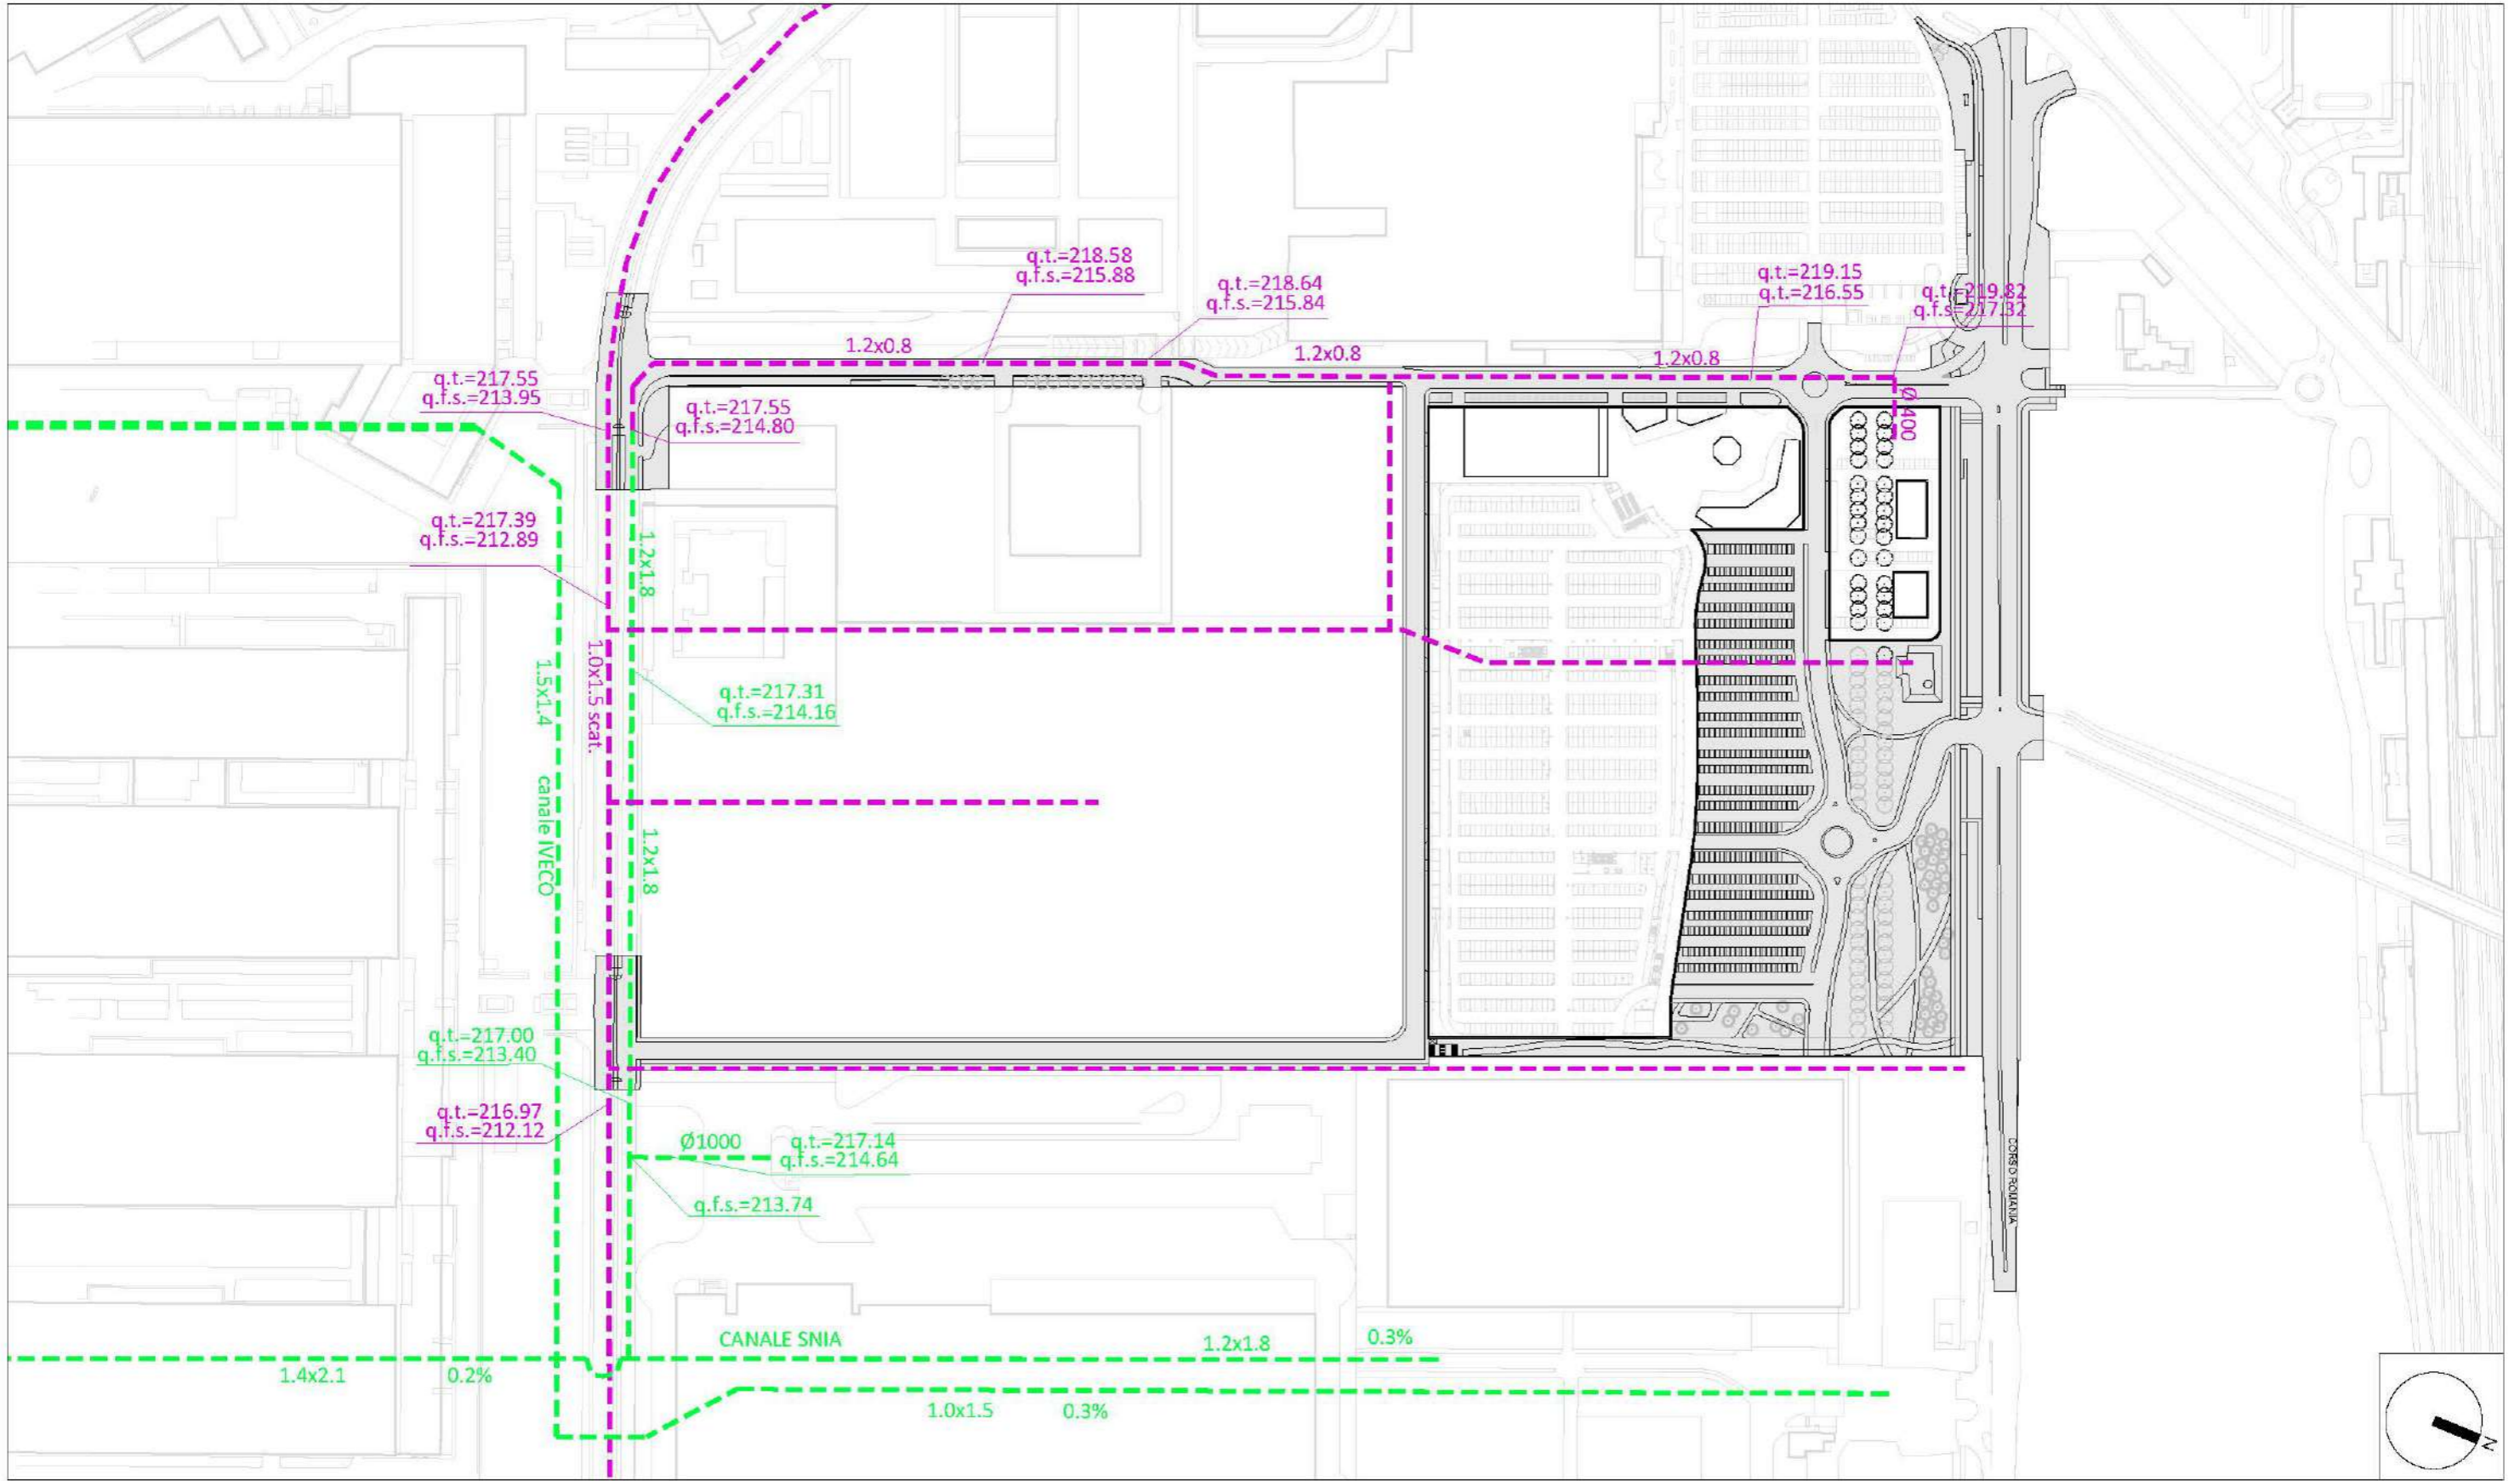 q.t.=218.58
q.f.s.=215.88
q.t.=218.64
q.f.s.=215.84
q.t.=219.15
q.t.=216.55
q.t.=219.82
q.f.s=217.32
1.2x0.8
1.2x0.8
1.2x0.8
Ø 400
q.t.=217.55
q.f.s.=213.95
q.t.=217.55
q.f.s.=214.80
q.t.=217.39
q.f.s.=212.89
1.2x1.8
1.5x1.4 canale IVECO
1.0x1.5 scat.
q.t.=217.31
q.f.s.=214.16
1.2x1.8
q.t.=217.00
q.f.s.=213.40
q.t.=216.97
q.f.s.=212.12
Ø1000
q.t.=217.14
q.f.s.=214.64
q.f.s.=213.74
CORSO ROMANIA
CANALE SNIA
1.2x1.8
0.3%
1.4x2.1
0.2%
1.0x1.5
0.3%
N